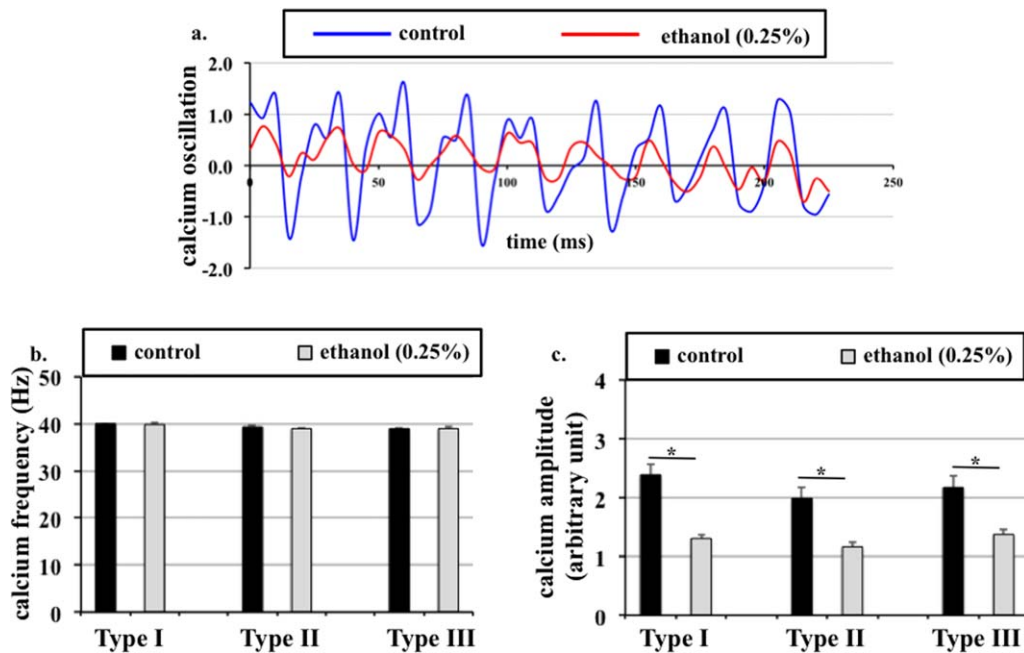 a.
control ethanol (0.25%)
calcium oscillation
2.0
1.0
0.0
-1.0
-2.0
0 50 100 150 200 250
time (ms)
b.
control ethanol (0.25%)
calcium frequency (Hz)
50
40
30
20
10
0
Type I Type II Type III
c.
control ethanol (0.25%)
calcium amplitude
(arbitrary unit)
4
3
2
1
0
* * *
Type I Type II Type III